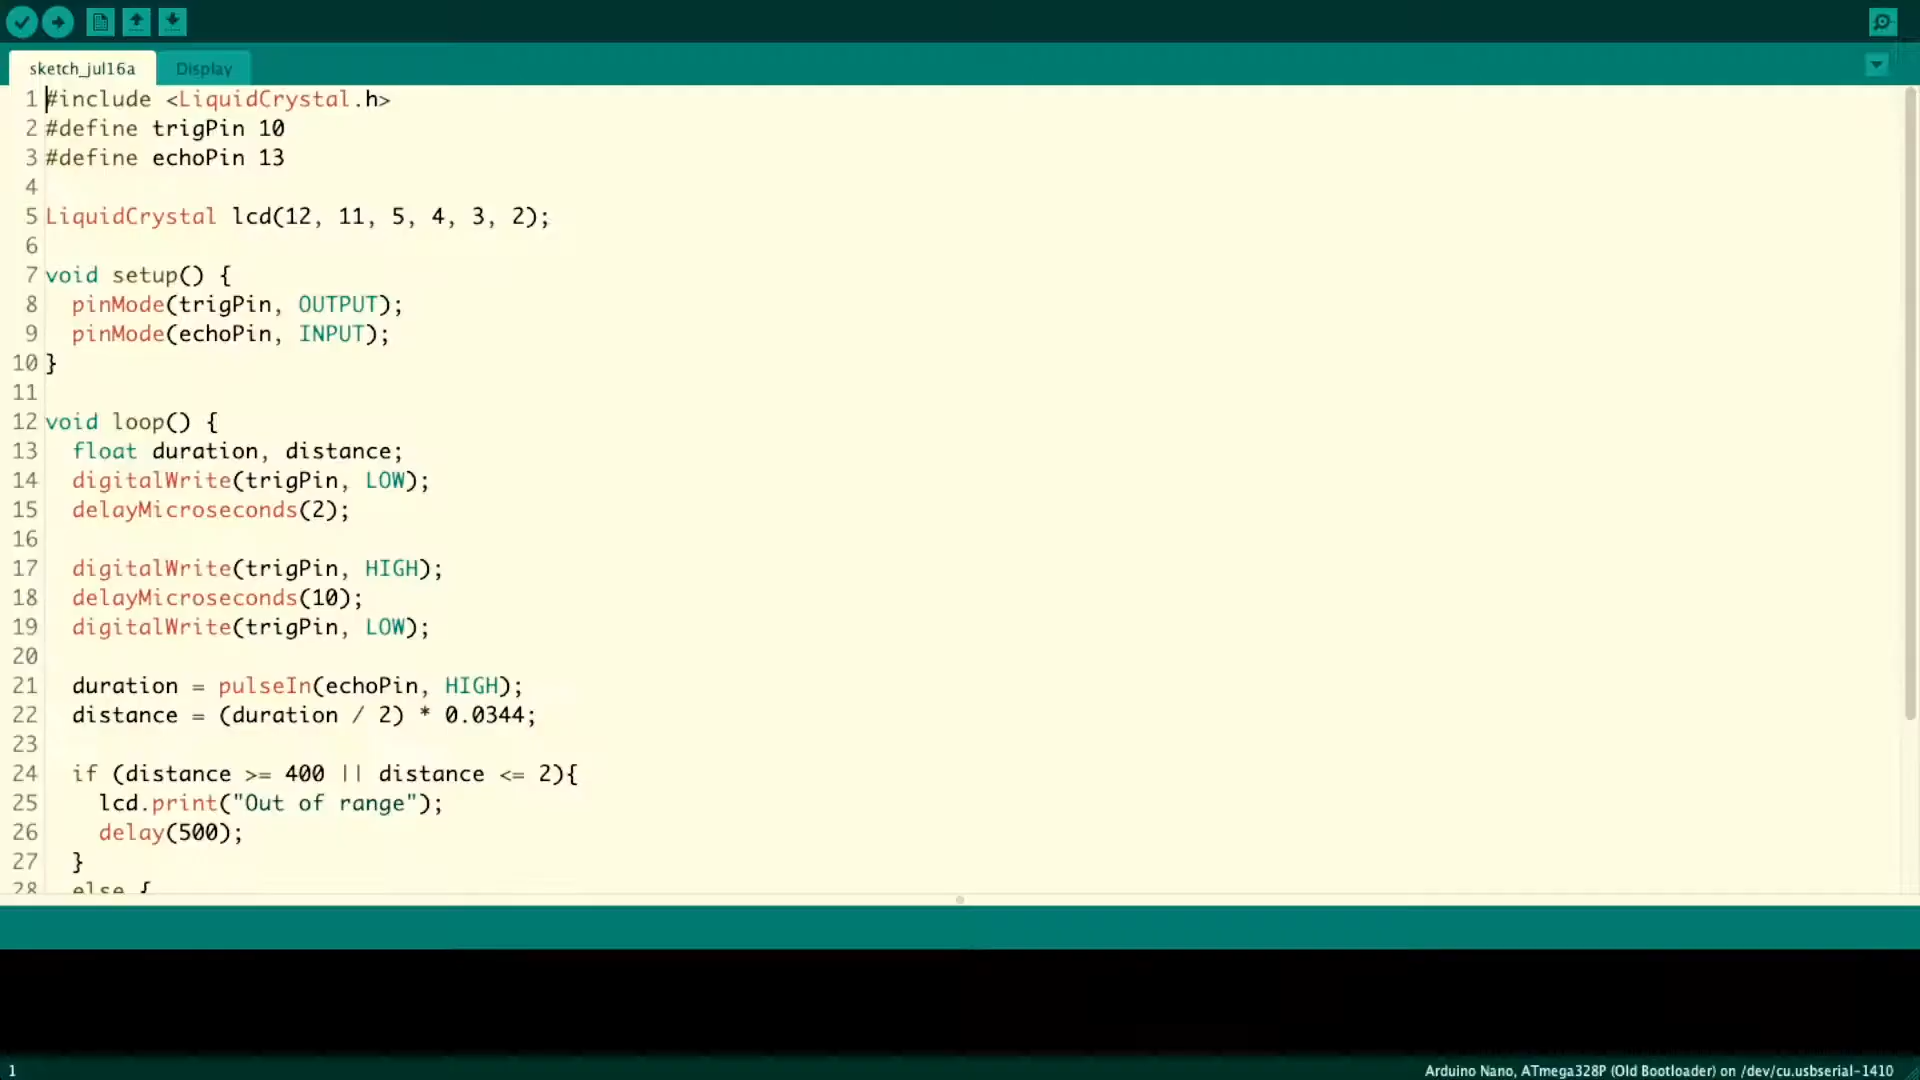 sketch_jul16a
Display
1 #include <LiquidCrystal.h>
2 #define trigPin 10
3 #define echoPin 13
4
5 LiquidCrystal lcd(12, 11, 5, 4, 3, 2);
6
7 void setup() {
8 pinMode(trigPin, OUTPUT);
9 pinMode(echoPin, INPUT);
10 }
11
12 void loop() {
13 float duration, distance;
14 digitalWrite(trigPin, LOW);
15 delayMicroseconds(2);
16
17 digitalWrite(trigPin, HIGH);
18 delayMicroseconds(10);
19 digitalWrite(trigPin, LOW);
20
21 duration = pulseIn(echoPin, HIGH);
22 distance = (duration / 2) * 0.0344;
23
24 if (distance >= 400 || distance <= 2){
25 lcd.print("Out of range");
26 delay(500);
27 }
28 else {
1
Arduino Nano, ATmega328P (Old Bootloader) on /dev/cu.usbserial-1410